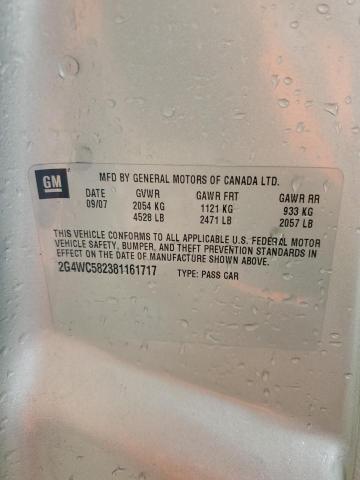 GM
MFD BY GENERAL MOTORS OF CANADA LTD.
DATE GVWR GAWR FRT GAWR RR
09/07 2054 KG 1121 KG 933 KG
4528 LB 2471 LB 2057 LB
THIS VEHICLE CONFORMS TO ALL APPLICABLE U.S. FEDERAL MOTOR
VEHICLE SAFETY, BUMPER, AND THEFT PREVENTION STANDARDS IN
EFFECT ON THE DATE OF MANUFACTURE SHOWN ABOVE.
2G4WC582381161717 TYPE: PASS CAR